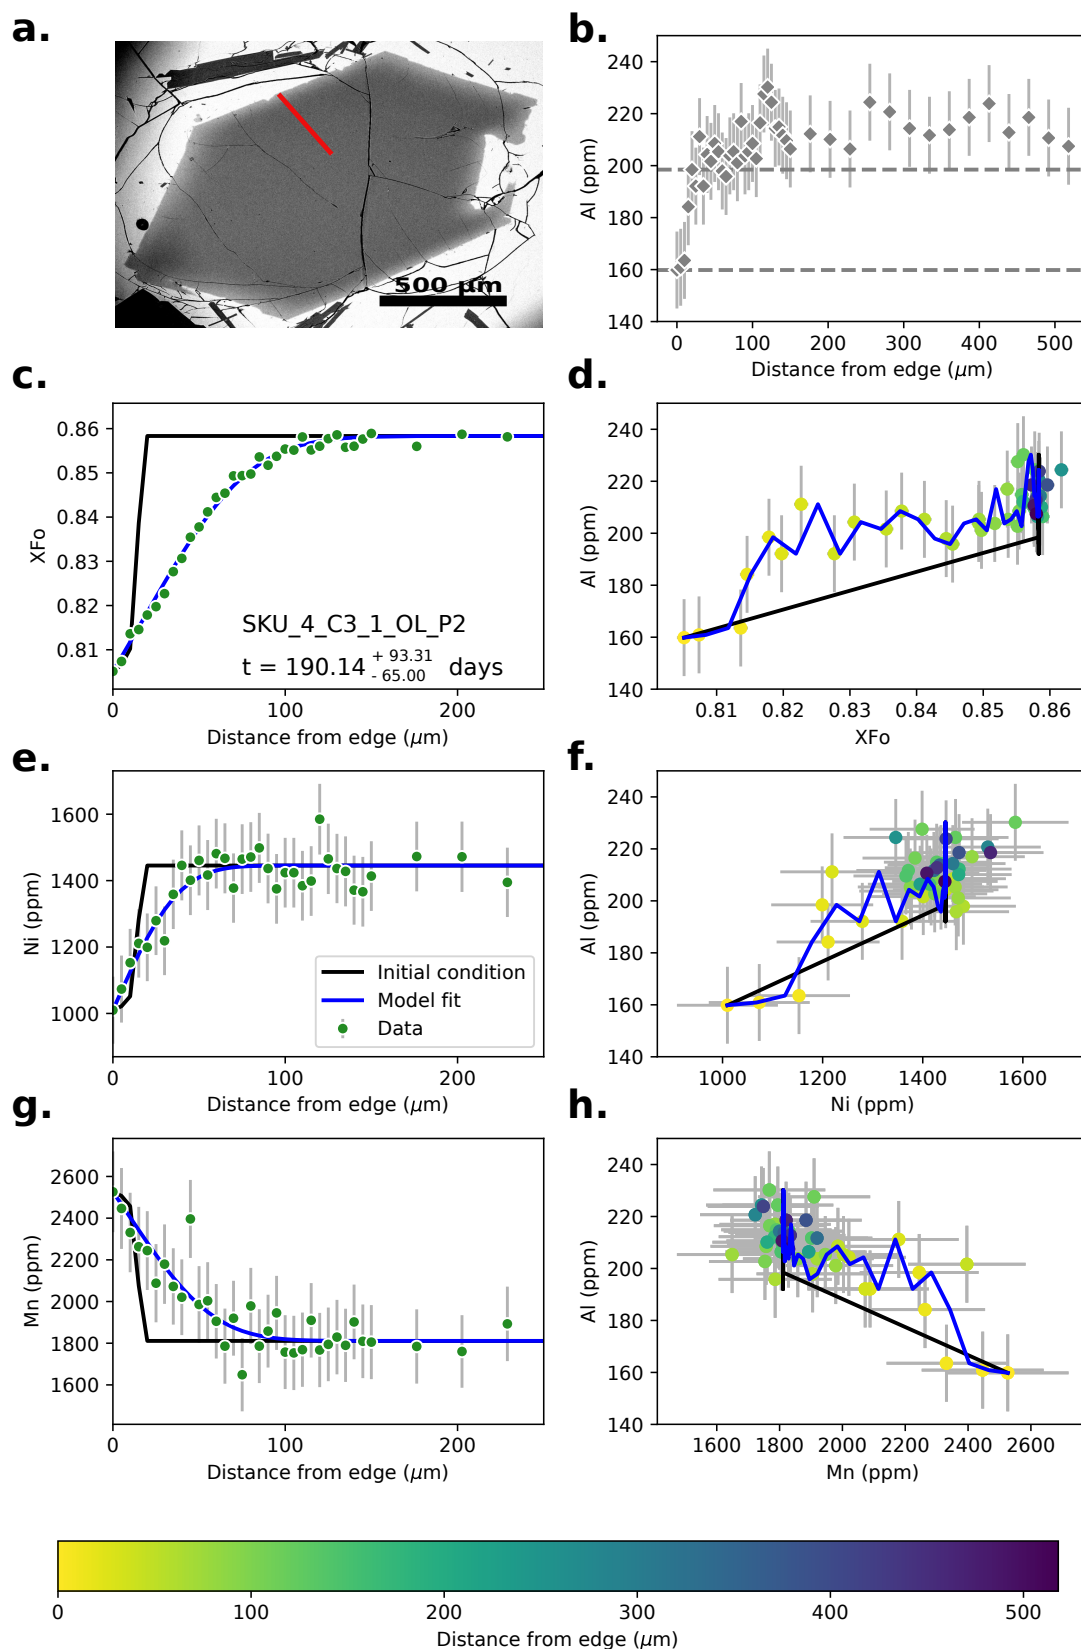 a.
500 μm
b.
240
220
200
180
160
140
Al (ppm)
0
100
200
300
400
500
Distance from edge (μm)
c.
0.86
0.85
0.84
0.83
0.82
0.81
XFo
SKU_4_C3_1_OL_P2
t = 190.14 + 93.31 - 65.00 days
0
100
200
Distance from edge (μm)
d.
240
220
200
180
160
140
Al (ppm)
0.81
0.82
0.83
0.84
0.85
0.86
XFo
e.
1600
1400
1200
1000
Ni (ppm)
Initial condition
Model fit
Data
0
100
200
Distance from edge (μm)
f.
240
220
200
180
160
140
Al (ppm)
1000
1200
1400
1600
Ni (ppm)
g.
2600
2400
2200
2000
1800
1600
Mn (ppm)
0
100
200
Distance from edge (μm)
h.
240
220
200
180
160
140
Al (ppm)
1600
1800
2000
2200
2400
2600
Mn (ppm)
0
100
200
300
400
500
Distance from edge (μm)